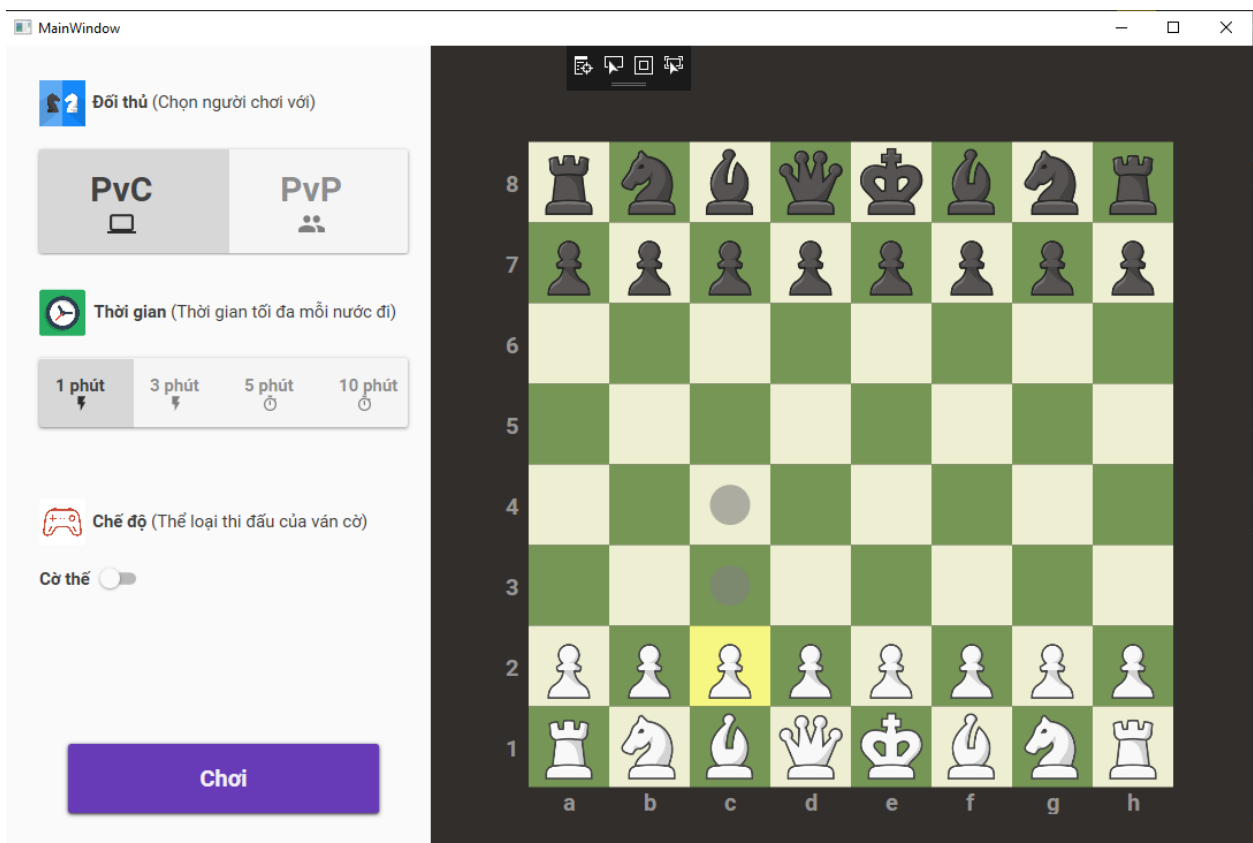 MainWindow
Đối thủ (Chọn người chơi với)
PvC PvP
Thời gian (Thời gian tối đa mỗi nước đi)
1 phút 3 phút 5 phút 10 phút
Chế độ (Thể loại thi đấu của ván cờ)
Cờ thế
Chơi
8
7
6
5
4
3
2
1
a b c d e f g h